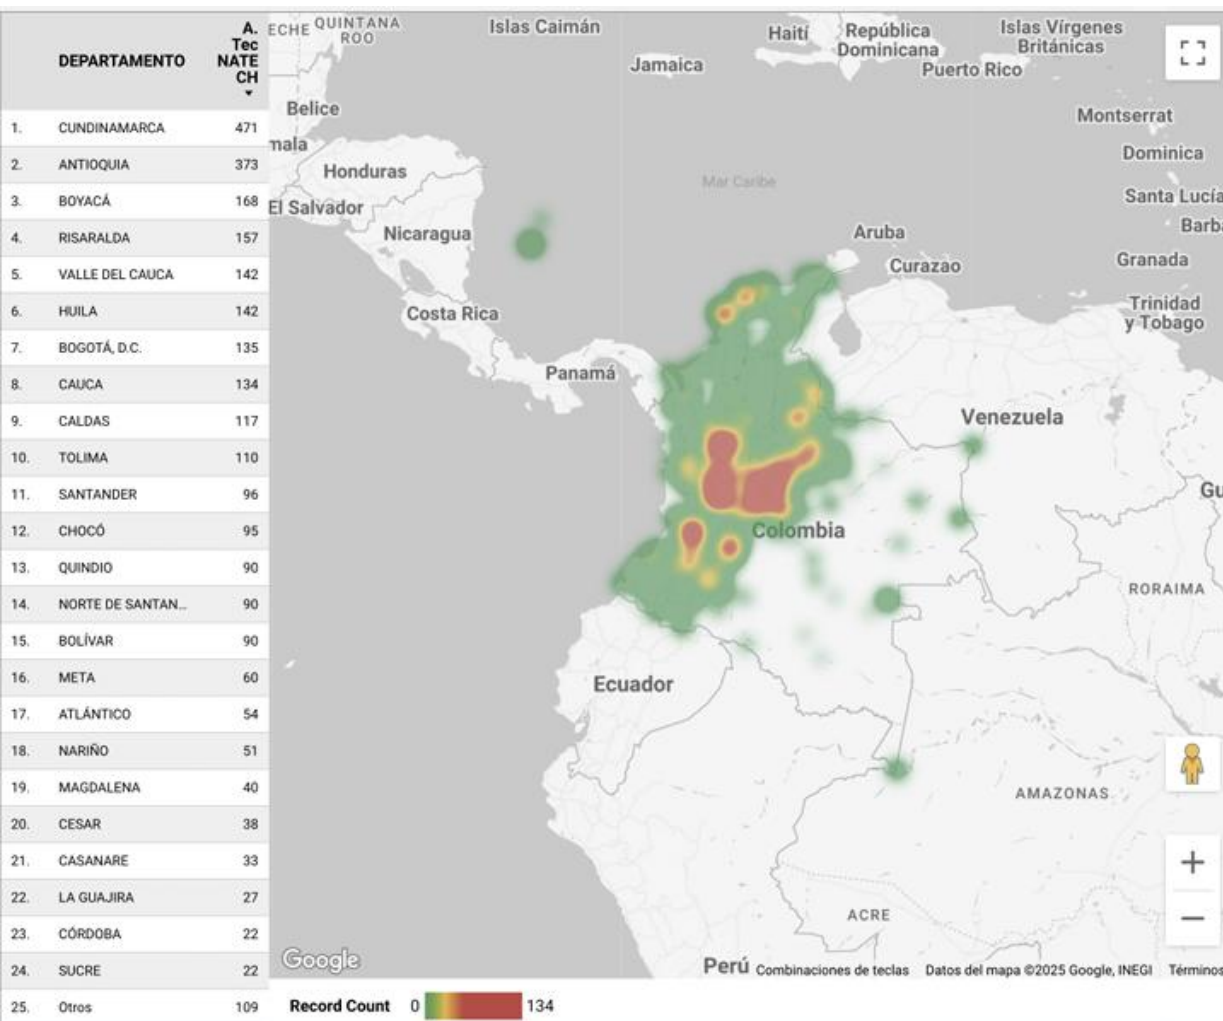 DEPARTAMENTO
A.
Tec
NATE
CH
1. CUNDINAMARCA 471
2. ANTIOQUIA 373
3. BOYACÁ 168
4. RISARALDA 157
5. VALLE DEL CAUCA 142
6. HUILA 142
7. BOGOTÁ, D.C. 135
8. CAUCA 134
9. CALDAS 117
10. TOLIMA 110
11. SANTANDER 96
12. CHOCÓ 95
13. QUINDIO 90
14. NORTE DE SANTAN... 90
15. BOLÍVAR 90
16. META 60
17. ATLÁNTICO 54
18. NARIÑO 51
19. MAGDALENA 40
20. CESAR 38
21. CASANARE 33
22. LA GUAJIRA 27
23. CÓRDOBA 22
24. SUCRE 22
25. Otros 109
ECHE
QUINTANA
ROO
Islas Caimán
Haití
República
Dominicana
Islas Vírgenes
Británicas
Jamaica
Puerto Rico
Belice
Montserrat
mala
Dominica
Honduras
Mar Caribe
El Salvador
Santa Lucía
Nicaragua
Aruba
Barb
Curazao
Granada
Costa Rica
Trinidad
y Tobago
Panamá
Venezuela
Gu
Colombia
RORAIMA
Ecuador
AMAZONAS
ACRE
Google
Perú
Combinaciones de teclas
Datos del mapa ©2025 Google, INEGI
Términos
Record Count 0 134